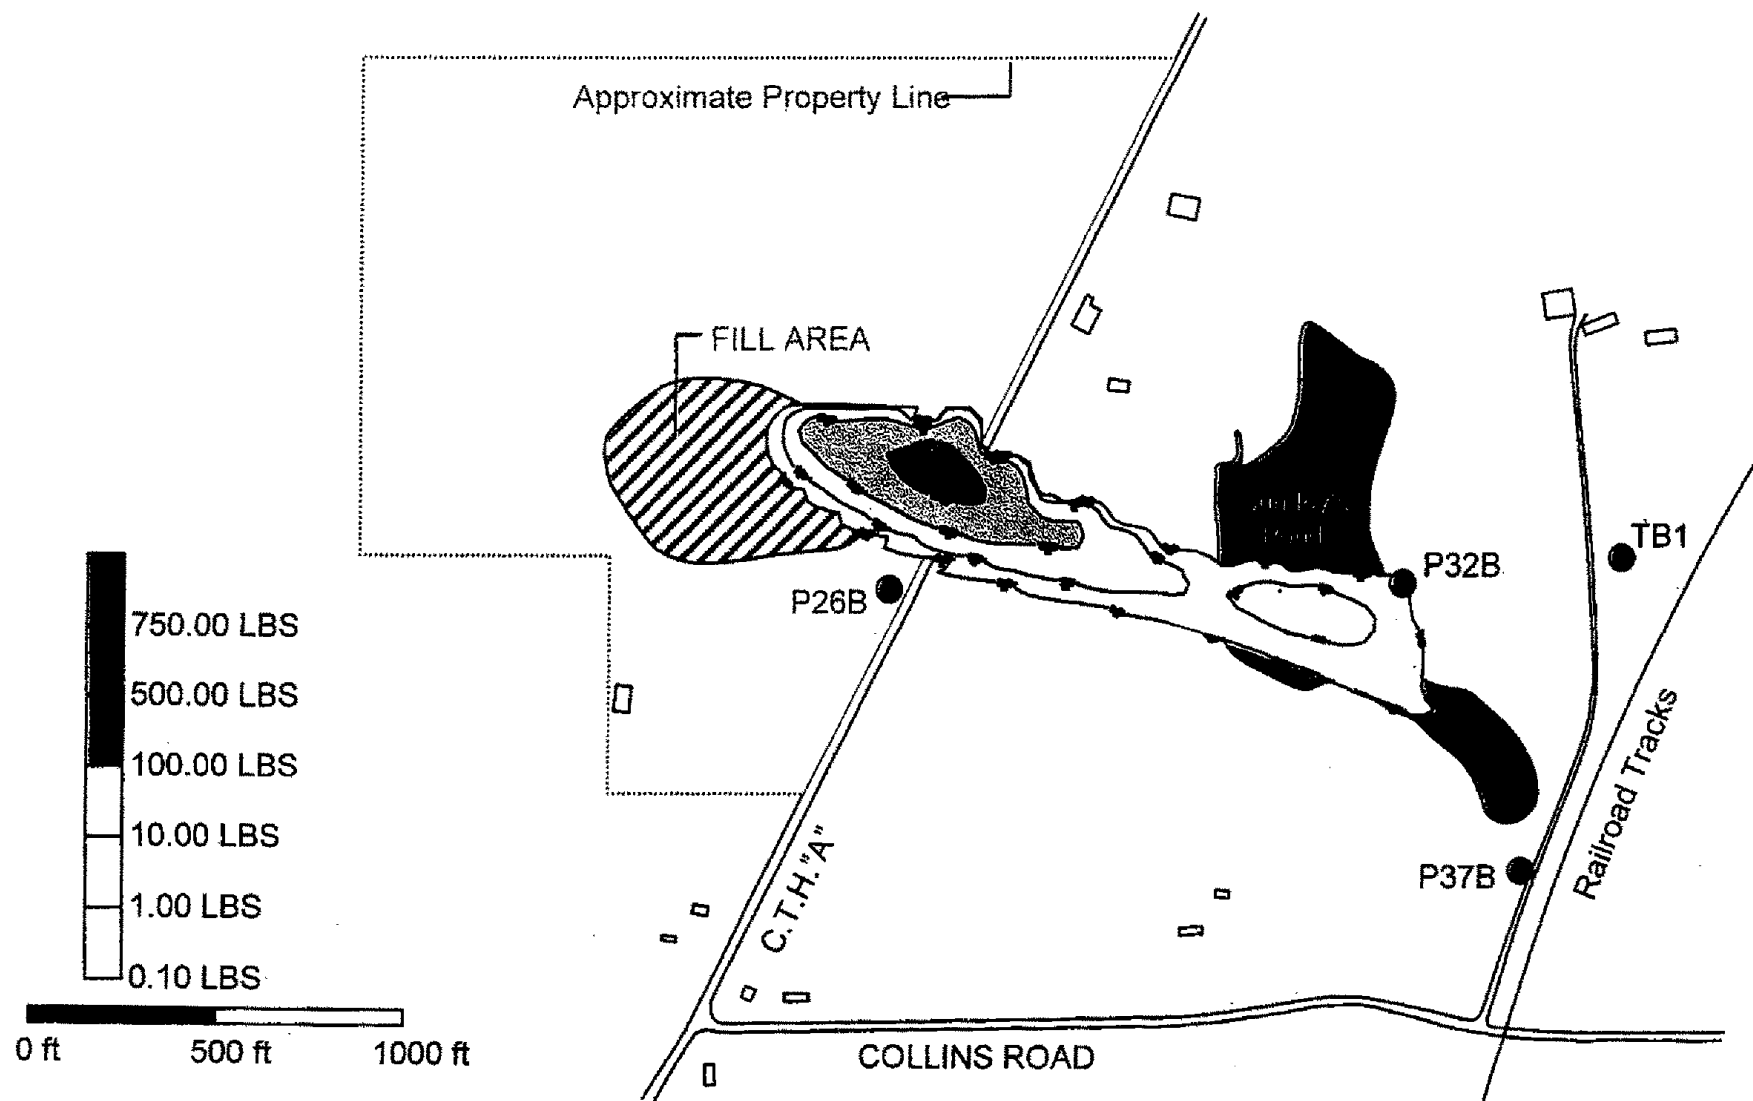 Approximate Property Line
FILL AREA
TB1
P32B
P26B
750.00 LBS
500.00 LBS
100.00 LBS
10.00 LBS
1.00 LBS
0.10 LBS
Railroad Tracks
C.T.H."A"
P37B
0 ft
500 ft
1000 ft
COLLINS ROAD